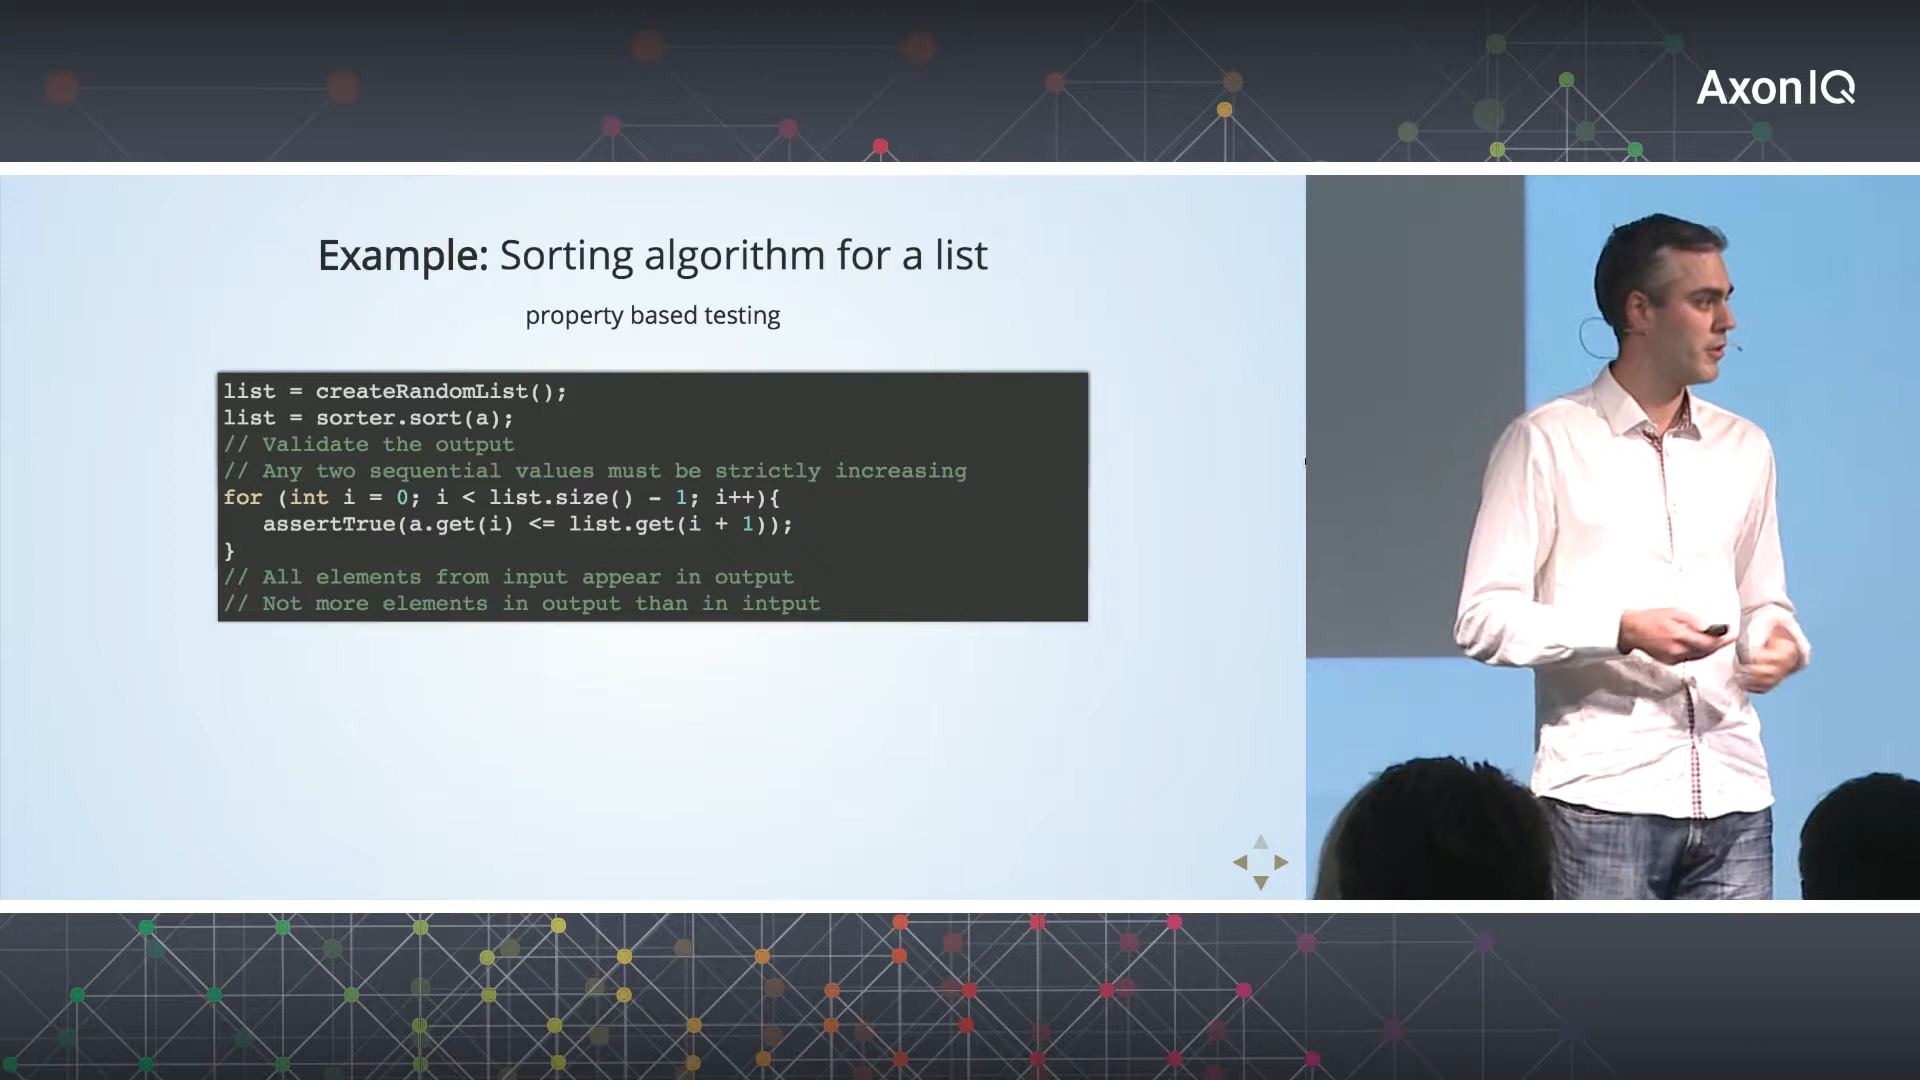 AxonIQ
Example: Sorting algorithm for a list
property based testing
list = createRandomList();
list = sorter.sort(a);
// Validate the output
// Any two sequential values must be strictly increasing
for (int i = 0; i < list.size() - 1; i++){
   assertTrue(a.get(i) <= list.get(i + 1));
}
// All elements from input appear in output
// Not more elements in output than in intput